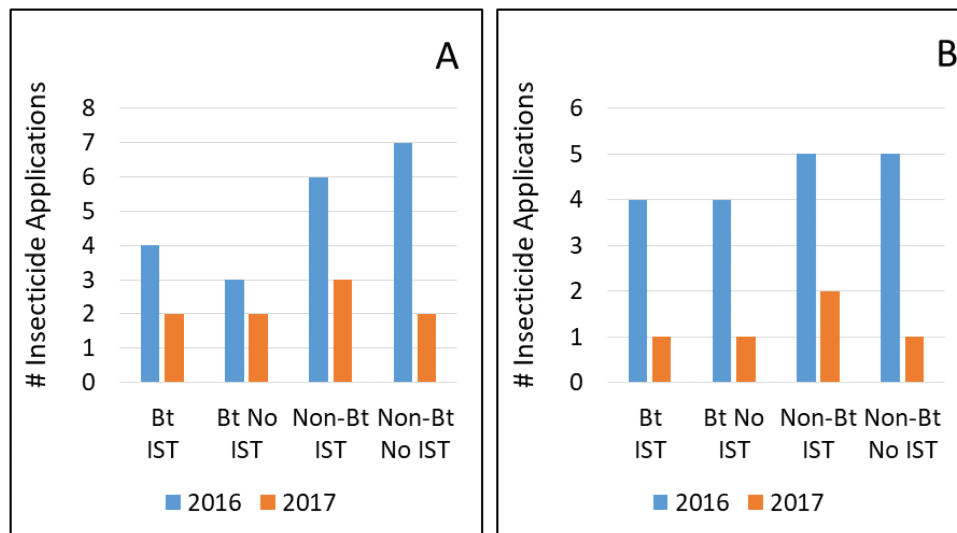 A
# Insecticide Applications
8
7
6
5
4
3
2
1
0
Bt IST
Bt No IST
Non-Bt IST
Non-Bt No IST
2016
2017
B
# Insecticide Applications
6
5
4
3
2
1
0
Bt IST
Bt No IST
Non-Bt IST
Non-Bt No IST
2016
2017